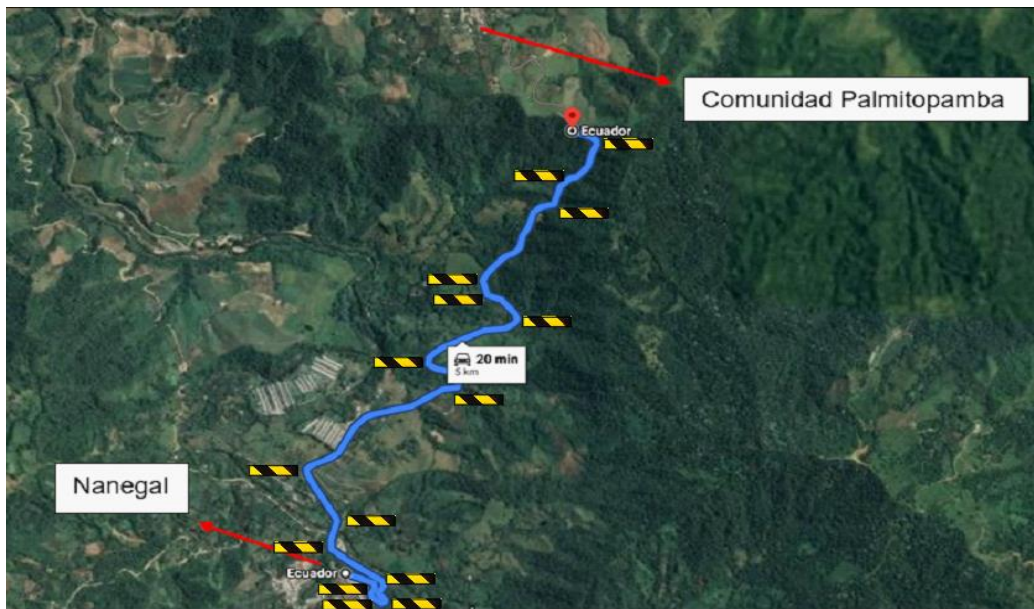 Comunidad Palmitopamba
Ecuador
20 min
5 km
Nanegal
Ecuador